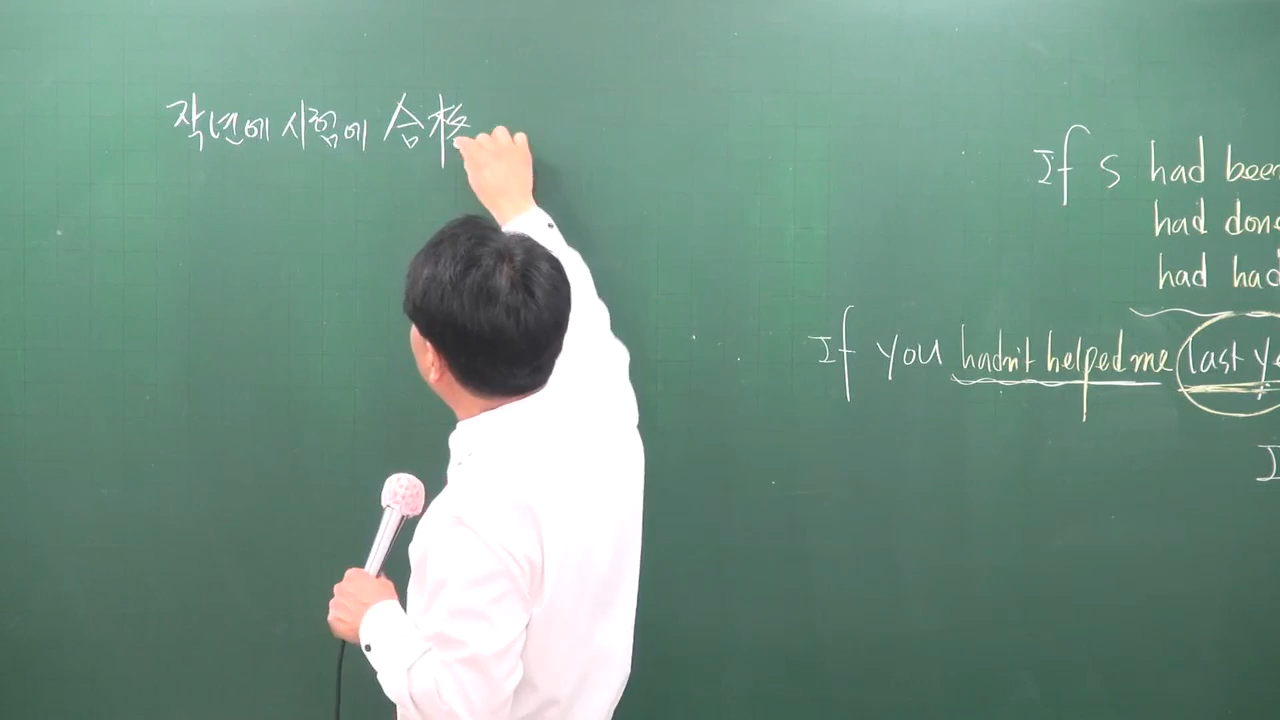 작년에 시험에 合格
If S had been
had done
had had
If you hadn't helped me last ye
I